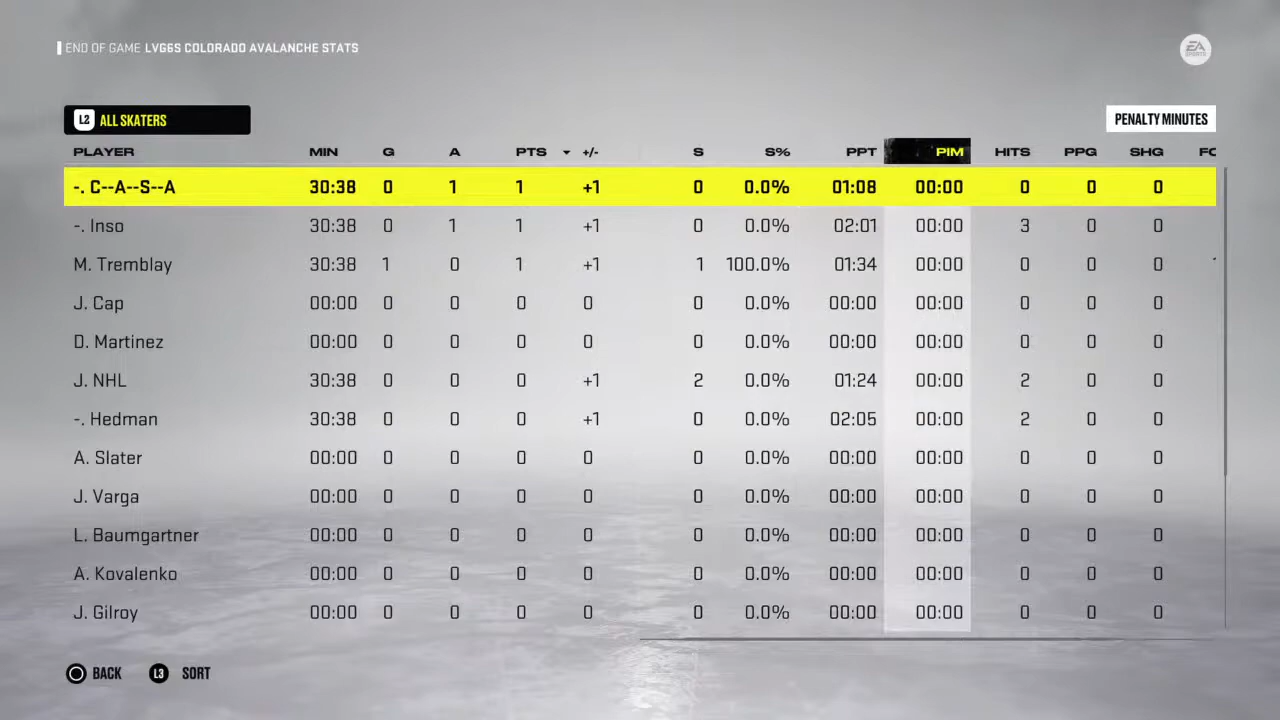 END OF GAME LVG6S COLORADO AVALANCHE STATS
EA SPORTS
L2 ALL SKATERS
PENALTY MINUTES
PLAYER MIN G A PTS +/- S S% PPT PIM HITS PPG SHG FO
-. C--A--S--A 30:38 0 1 1 +1 0 0.0% 01:08 00:00 0 0 0
-. Inso 30:38 0 1 1 +1 0 0.0% 02:01 00:00 3 0 0
M. Tremblay 30:38 1 0 1 +1 1 100.0% 01:34 00:00 0 0 0
J. Cap 00:00 0 0 0 0 0 0.0% 00:00 00:00 0 0 0
D. Martinez 00:00 0 0 0 0 0 0.0% 00:00 00:00 0 0 0
J. NHL 30:38 0 0 0 +1 2 0.0% 01:24 00:00 2 0 0
-. Hedman 30:38 0 0 0 +1 0 0.0% 02:05 00:00 2 0 0
A. Slater 00:00 0 0 0 0 0 0.0% 00:00 00:00 0 0 0
J. Varga 00:00 0 0 0 0 0 0.0% 00:00 00:00 0 0 0
L. Baumgartner 00:00 0 0 0 0 0 0.0% 00:00 00:00 0 0 0
A. Kovalenko 00:00 0 0 0 0 0 0.0% 00:00 00:00 0 0 0
J. Gilroy 00:00 0 0 0 0 0 0.0% 00:00 00:00 0 0 0
BACK L3 SORT